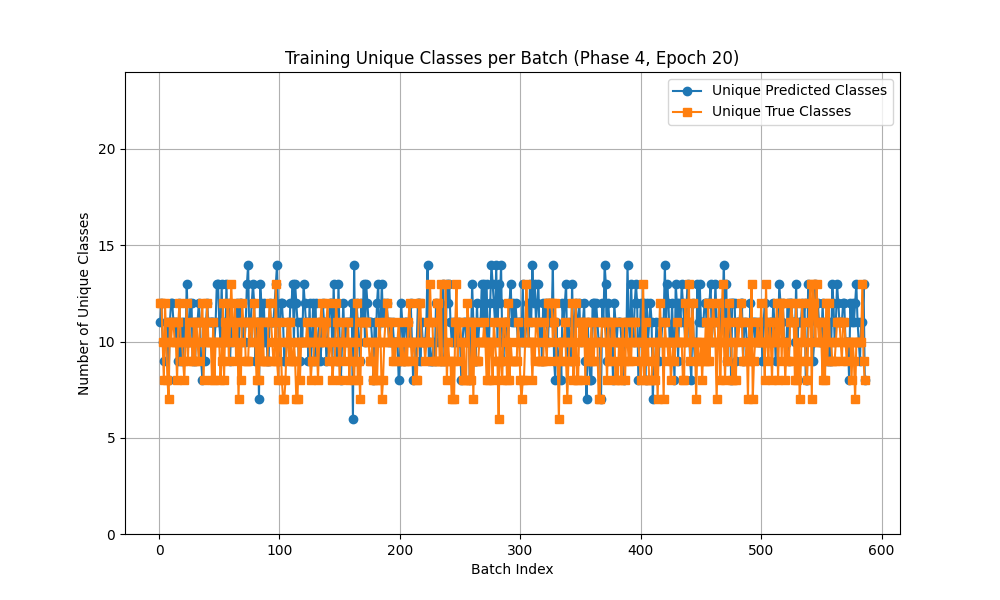 Training Unique Classes per Batch (Phase 4, Epoch 20)
Unique Predicted Classes
Unique True Classes
Number of Unique Classes
20
15
10
5
0
0 100 200 300 400 500 600
Batch Index